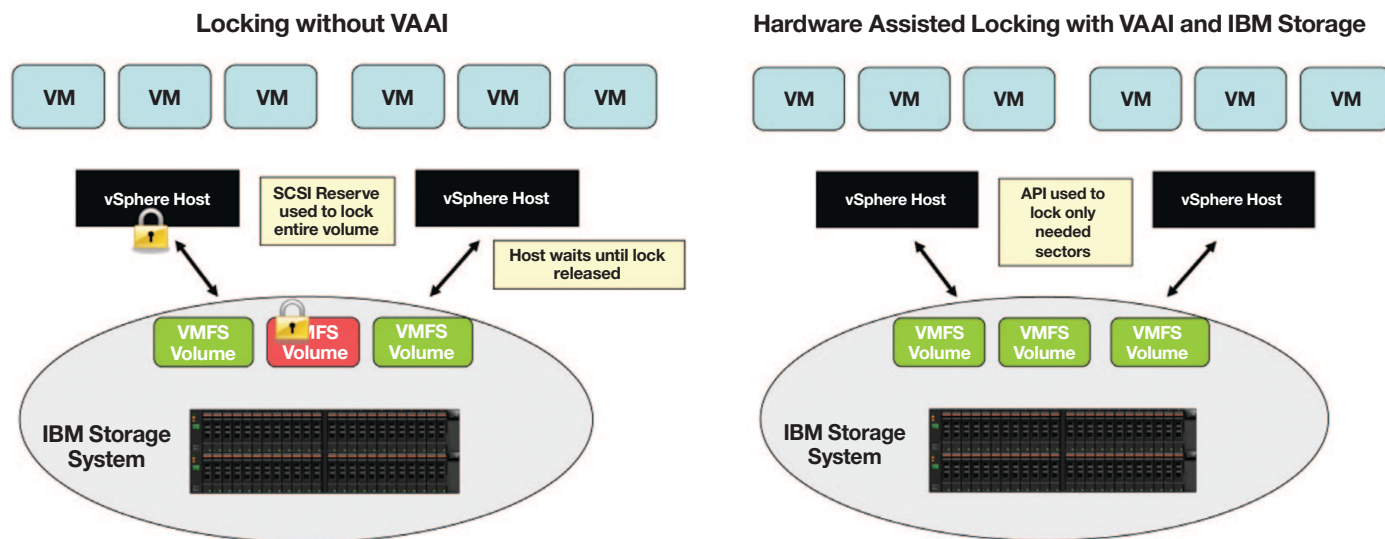 Locking without VAAI
VM
VM
VM
VM
VM
VM
vSphere Host
SCSI Reserve
used to lock
entire volume
vSphere Host
Host waits until lock
released
VMFS
Volume
VMFS
Volume
VMFS
Volume
IBM Storage
System
Hardware Assisted Locking with VAAI and IBM Storage
VM
VM
VM
VM
VM
VM
vSphere Host
API used to
lock only
needed
sectors
vSphere Host
VMFS
Volume
VMFS
Volume
VMFS
Volume
IBM Storage
System